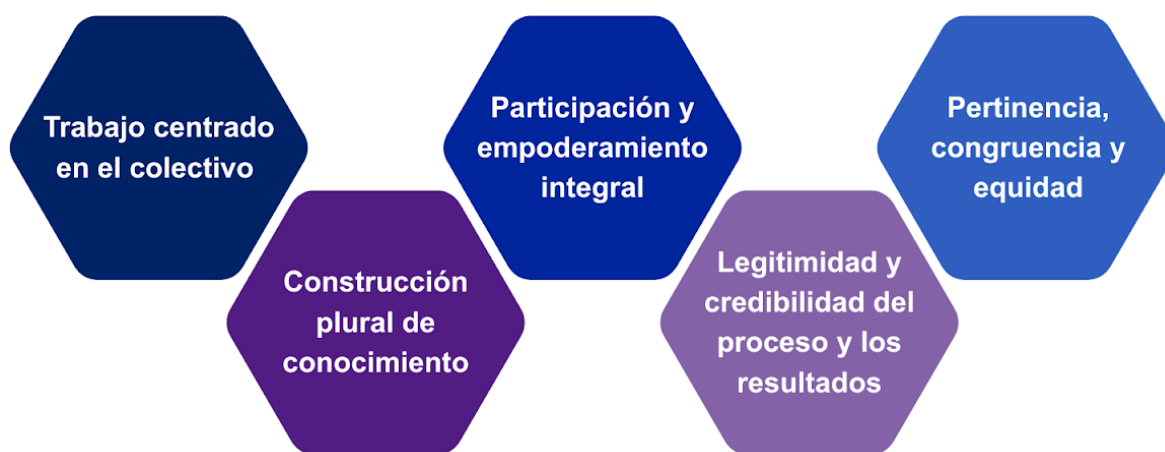 Trabajo centrado
en el colectivo
Construcción
plural de
conocimiento
Participación y
empoderamiento
integral
Legitimidad y
credibilidad del
proceso y los
resultados
Pertinencia,
congruencia y
equidad